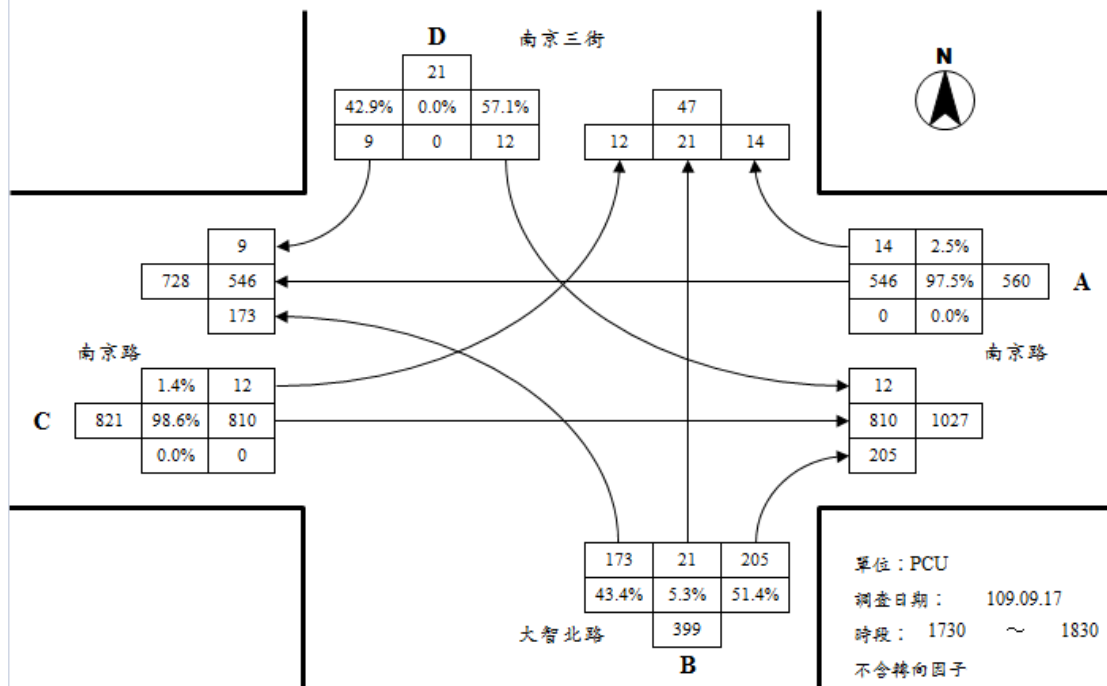 D 南京三街
N
21
42.9% 0.0% 57.1%
9 0 12
47
12 21 14
9
728 546
173
14 2.5%
546 97.5% 560
0 0.0%
A
南京路
南京路
1.4% 12
C 821 98.6% 810
0.0% 0
12
810 1027
205
173 21 205
43.4% 5.3% 51.4%
399
大智北路
B
單位：PCU
調查日期： 109.09.17
時段： 1730 ～ 1830
不含轉向因子